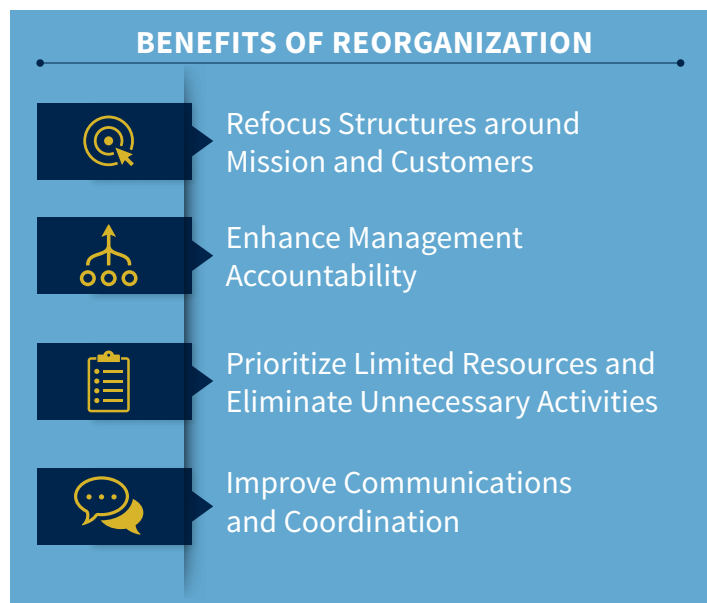 BENEFITS OF REORGANIZATION
Refocus Structures around
Mission and Customers
Enhance Management
Accountability
Prioritize Limited Resources and
Eliminate Unnecessary Activities
Improve Communications
and Coordination